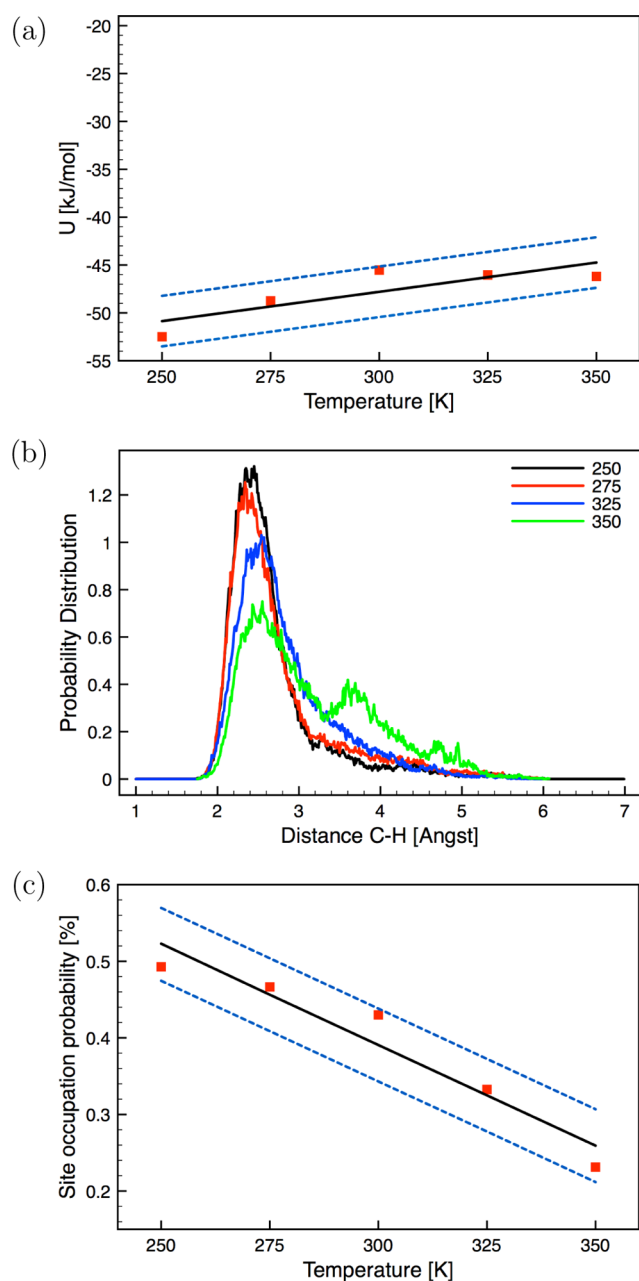 (a)
-20
-25
-30
-35
-40
-45
-50
-55
U [kJ/mol]
250 275 300 325 350
Temperature [K]
(b)
1.2
1
0.8
0.6
0.4
0.2
0
Probability Distribution
250
275
325
350
1 2 3 4 5 6 7
Distance C-H [Angst]
(c)
0.6
0.5
0.4
0.3
0.2
Site occupation probability [%]
250 275 300 325 350
Temperature [K]